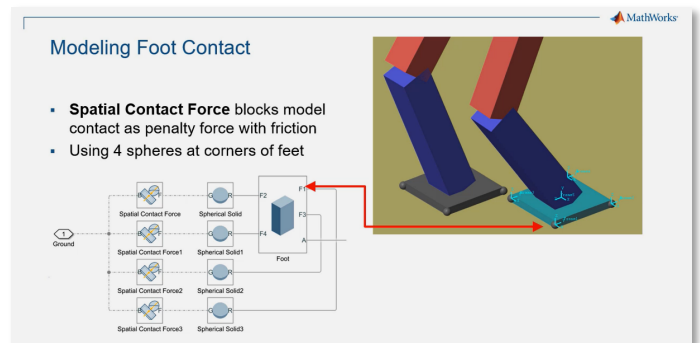 MathWorks®
Modeling Foot Contact
▪ Spatial Contact Force blocks model
contact as penalty force with friction
▪ Using 4 spheres at corners of feet
B F
G R
F2
F1
Spatial Contact Force
Spherical Solid
F3
1
Ground
B F
G R
F4
A
Spatial Contact Force1
Spherical Solid1
Foot
B F
G R
Spatial Contact Force2
Spherical Solid2
B F
G R
Spatial Contact Force3
Spherical Solid3